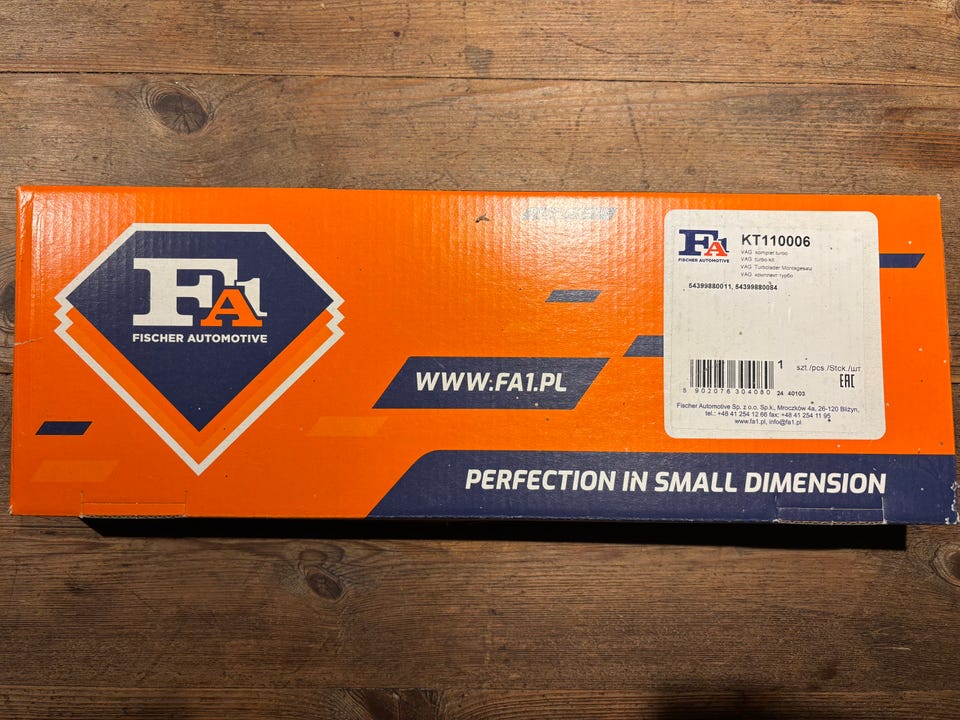 FA1
FISCHER AUTOMOTIVE
WWW.FA1.PL
PERFECTION IN SMALL DIMENSION
FA1
FISCHER AUTOMOTIVE
KT110006
VAG komplet turbo
VAG turbo kit
VAG Turbolader Montagesatz
VAG комплект турбо
54399880011, 54399880084
1 szt./pcs./Stck./шт
5 902076 304080 24 40103
EAC
Fischer Automotive Sp. z o.o. Sp.k., Mroczków 4a, 26-120 Bliżyn,
tel.: +48 41 254 12 66 fax: +48 41 254 11 95
www.fa1.pl, info@fa1.pl